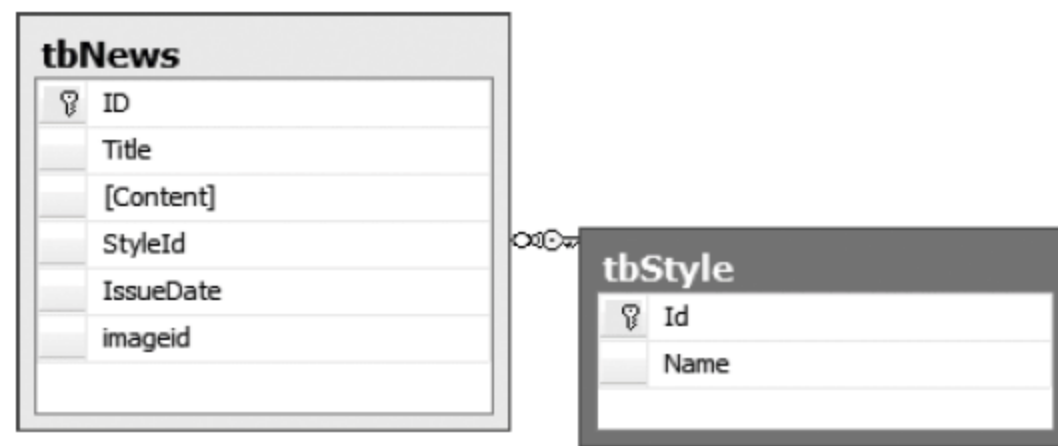 tbNews
ID
Title
[Content]
StyleId
IssueDate
imageid
tbStyle
Id
Name